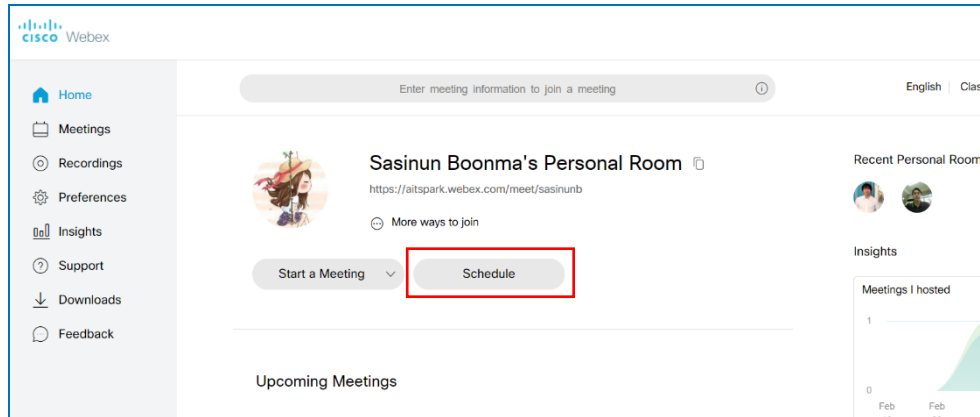 CISCO Webex
Home
Meetings
Recordings
Preferences
Insights
Support
Downloads
Feedback
Enter meeting information to join a meeting
English
Sasinun Boonma's Personal Room
https://aitspark.webex.com/meet/sasinunb
More ways to join
Start a Meeting
Schedule
Upcoming Meetings
Recent Personal Room
Insights
Meetings I hosted
1
0
Feb Feb